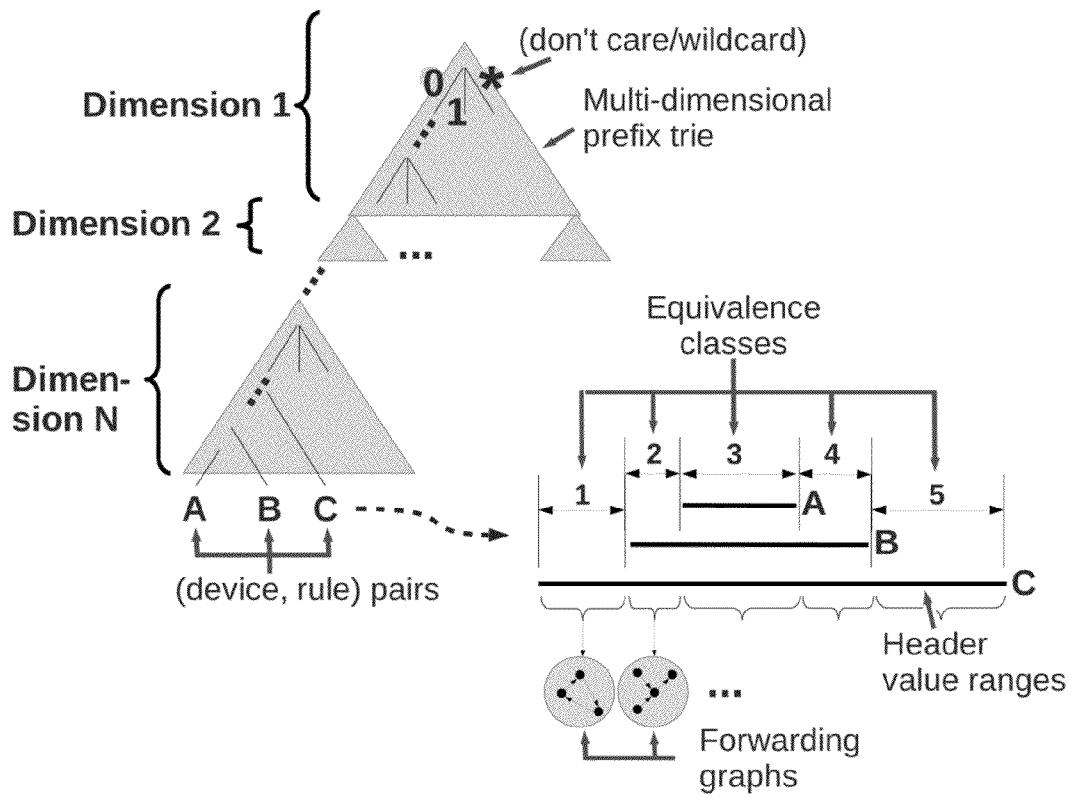 (don't care/wildcard)
0
*
1
Dimension 1
Multi-dimensional
prefix trie
Dimension 2
...
Dimen-
sion N
A
B
C
(device, rule) pairs
Equivalence
classes
1
2
3
4
5
A
B
C
Header
value ranges
...
Forwarding
graphs